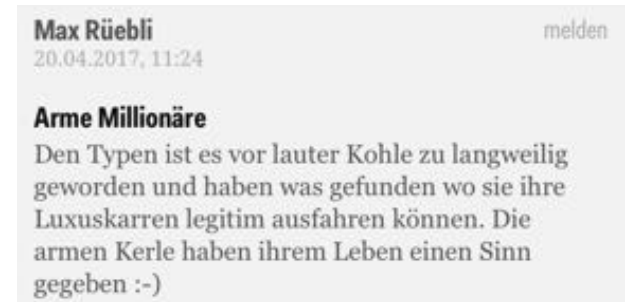 Max Rüebli
melden
20.04.2017, 11:24
Arme Millionäre
Den Typen ist es vor lauter Kohle zu langweilig
geworden und haben was gefunden wo sie ihre
Luxuskarren legitim ausfahren können. Die
armen Kerle haben ihrem Leben einen Sinn
gegeben :-)